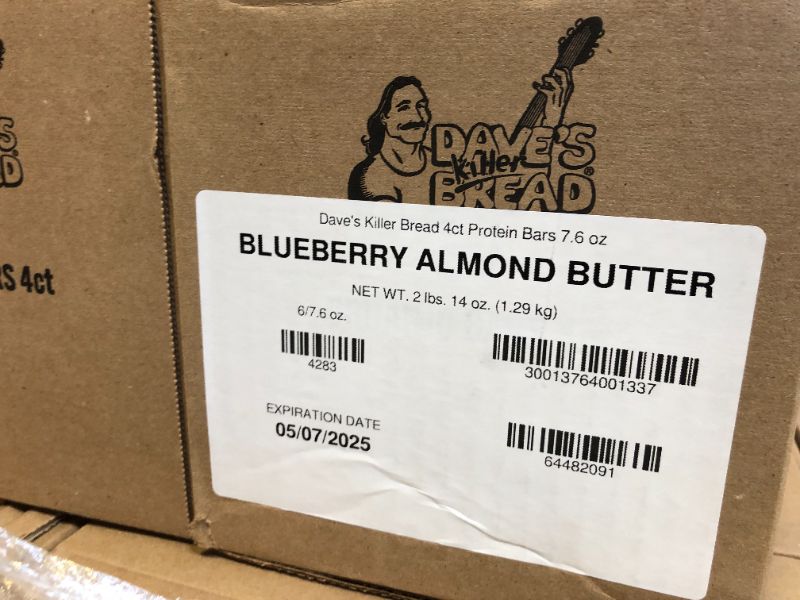 DAVE'S
Killer
BREAD
Dave's Killer Bread 4ct Protein Bars 7.6 oz
BLUEBERRY ALMOND BUTTER
NET WT. 2 lbs. 14 oz. (1.29 kg)
6/7.6 oz.
4283
30013764001337
EXPIRATION DATE
05/07/2025
64482091
S
D
RS 4ct